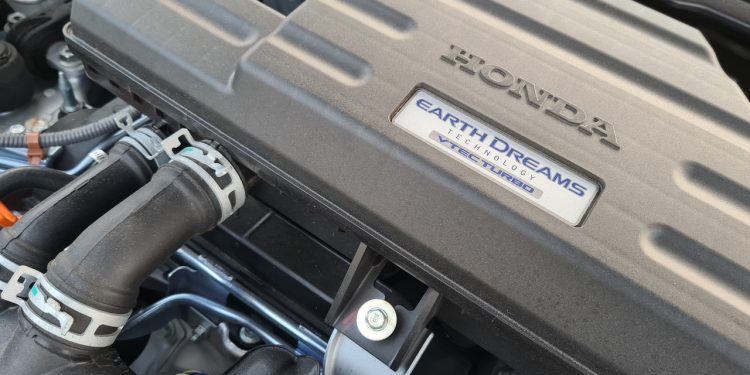 HONDA
EARTH DREAMS
TECHNOLOGY
VTEC TURBO